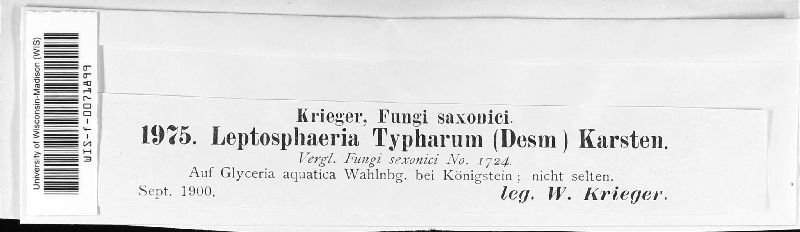 University of Wisconsin-Madison (WIS)
WIS-f-0071899
Krieger, Fungi saxonici.
1975. Leptosphaeria Typharum (Desm ) Karsten.
Vergl. Fungi sexonici No. 1724.
Auf Glyceria aquatica Wahlnbg. bei Königstein ; nicht selten.
Sept. 1900. leg. W. Krieger.